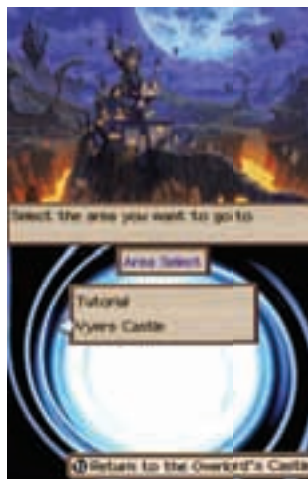 Select the area you want to go to
Area Select
Tutorial
Vyers Castle
Return to the Overlord's Castle